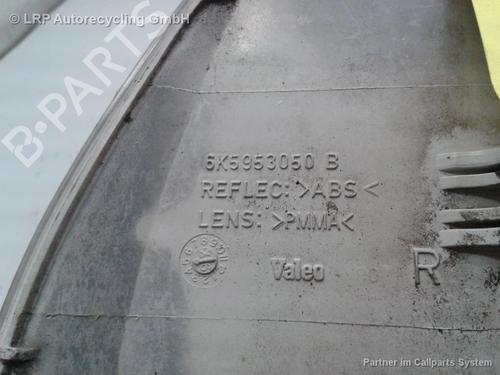 © LRP Autorecycling GmbH
B-PARTS
6K5953050 B
REFLEC: >ABS<
LENS: >PMMA<
Valeo
R
Partner im Callparts System